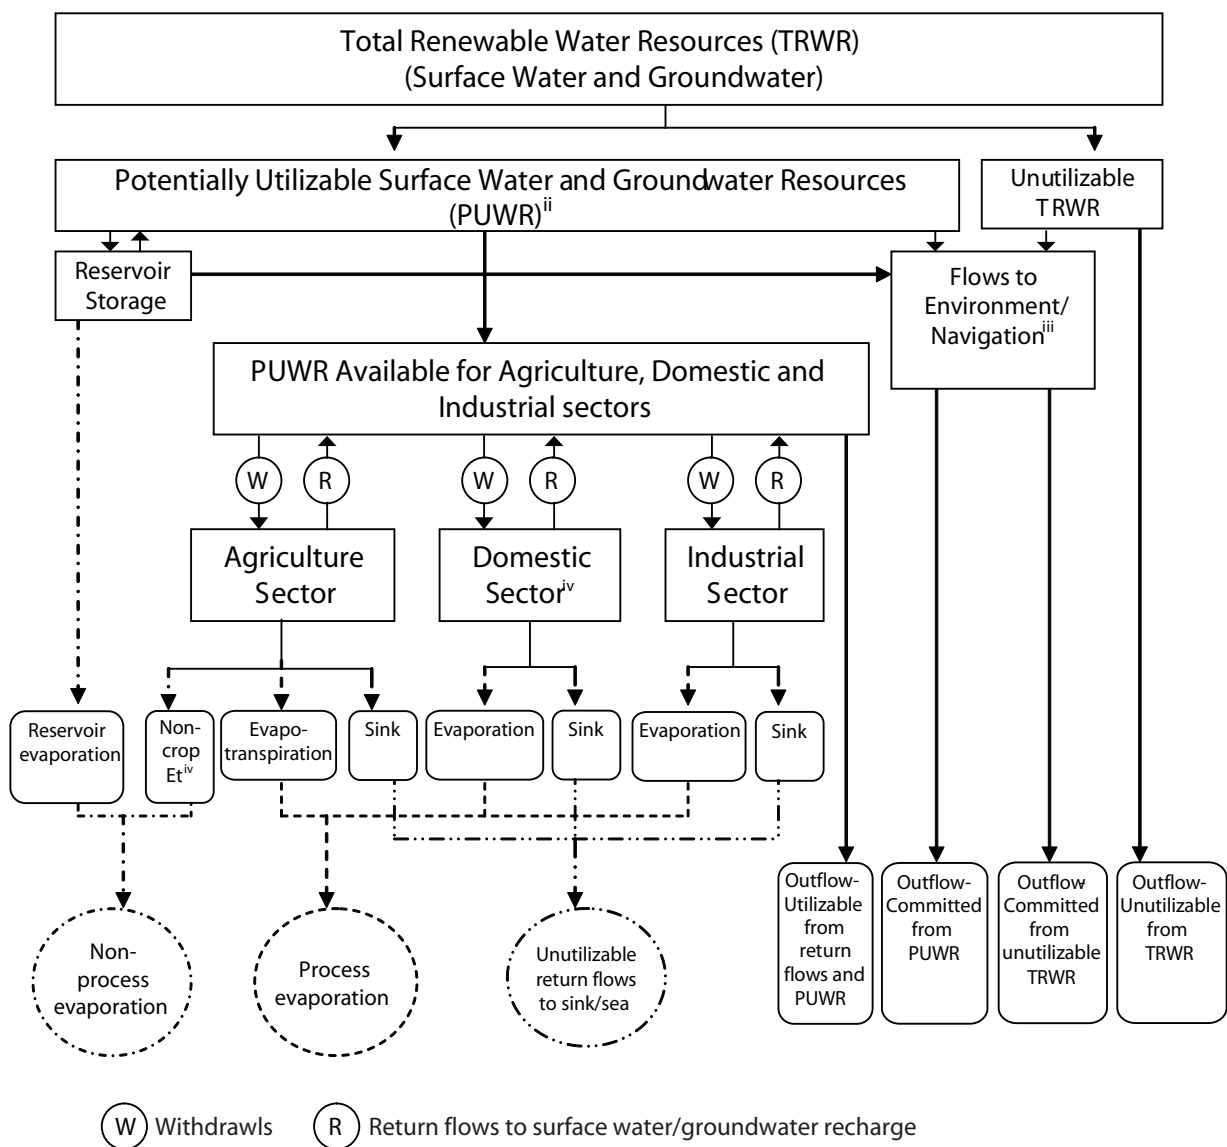 Total Renewable Water Resources (TRWR)
(Surface Water and Groundwater)
Potentially Utilizable Surface Water and Groundwater Resources
(PUWR)ii
Unutilizable
TRWR
Reservoir
Storage
Flows to
Environment/
Navigationiii
PUWR Available for Agriculture, Domestic and
Industrial sectors
W
R
W
R
W
R
Agriculture
Sector
Domestic
Sectoriv
Industrial
Sector
Reservoir
evaporation
Non-
crop
Etiv
Evapo-
transpiration
Sink
Evaporation
Sink
Evaporation
Sink
Outflow-
Utilizable
from
return
flows and
PUWR
Outflow-
Committed
from
PUWR
Outflow-
Committed
from
unutilizable
TRWR
Outflow-
Unutilizable
from
TRWR
Non-
process
evaporation
Process
evaporation
Unutilizable
return flows
to sink/sea
W Withdrawls
R Return flows to surface water/groundwater recharge